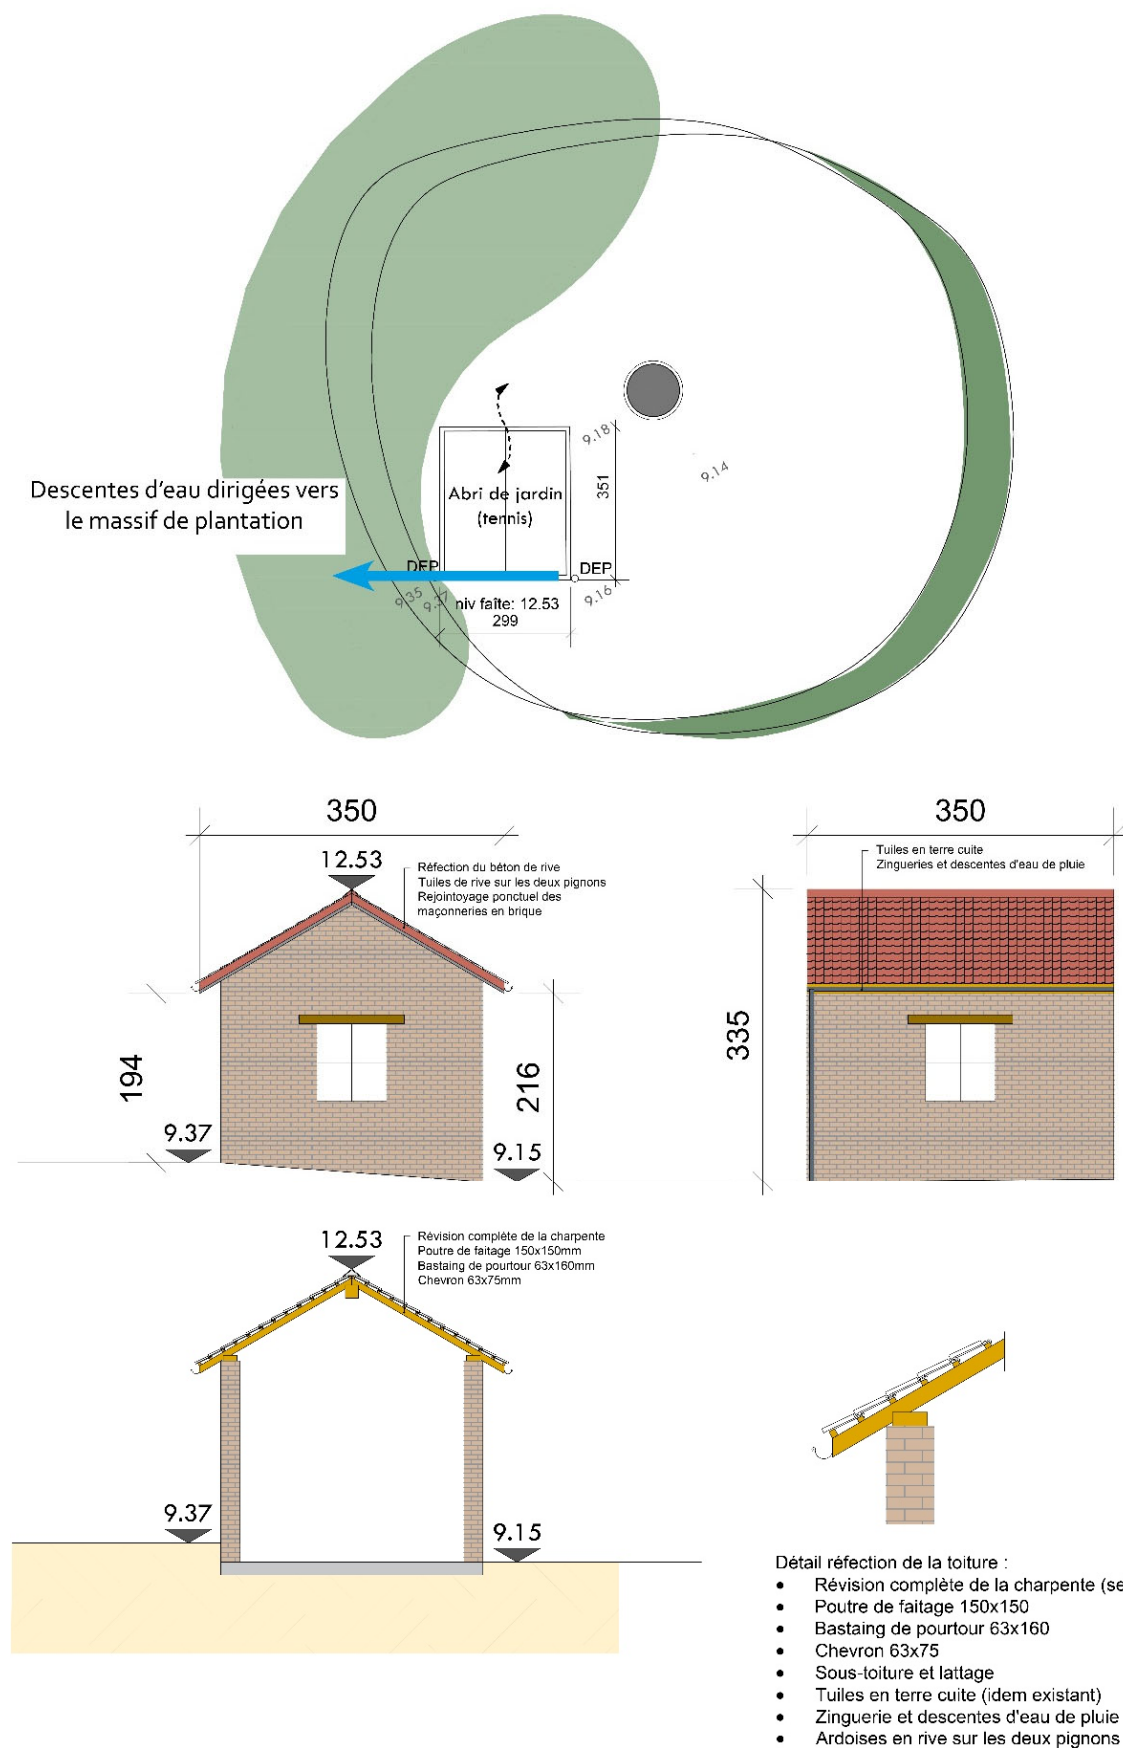 9.18
9.14
351
Descentes d'eau dirigées vers
le massif de plantation
Abri de jardin
(tennis)
DEP
DEP
9.35
9.37
niv faîte: 12.53
9.16
299
350
12.53
Réfection du béton de rive
Tuiles de rive sur les deux pignons
Rejointoyage ponctuel des
maçonneries en brique
194
216
9.37
9.15
350
Tuiles en terre cuite
Zingueries et descentes d'eau de pluie
335
12.53
Révision complète de la charpente
Poutre de faitage 150x150mm
Bastaing de pourtour 63x160mm
Chevron 63x75mm
9.37
9.15
Détail réfection de la toiture :
• Révision complète de la charpente (se
• Poutre de faitage 150x150
• Bastaing de pourtour 63x160
• Chevron 63x75
• Sous-toiture et lattage
• Tuiles en terre cuite (idem existant)
• Zinguerie et descentes d'eau de pluie
• Ardoises en rive sur les deux pignons